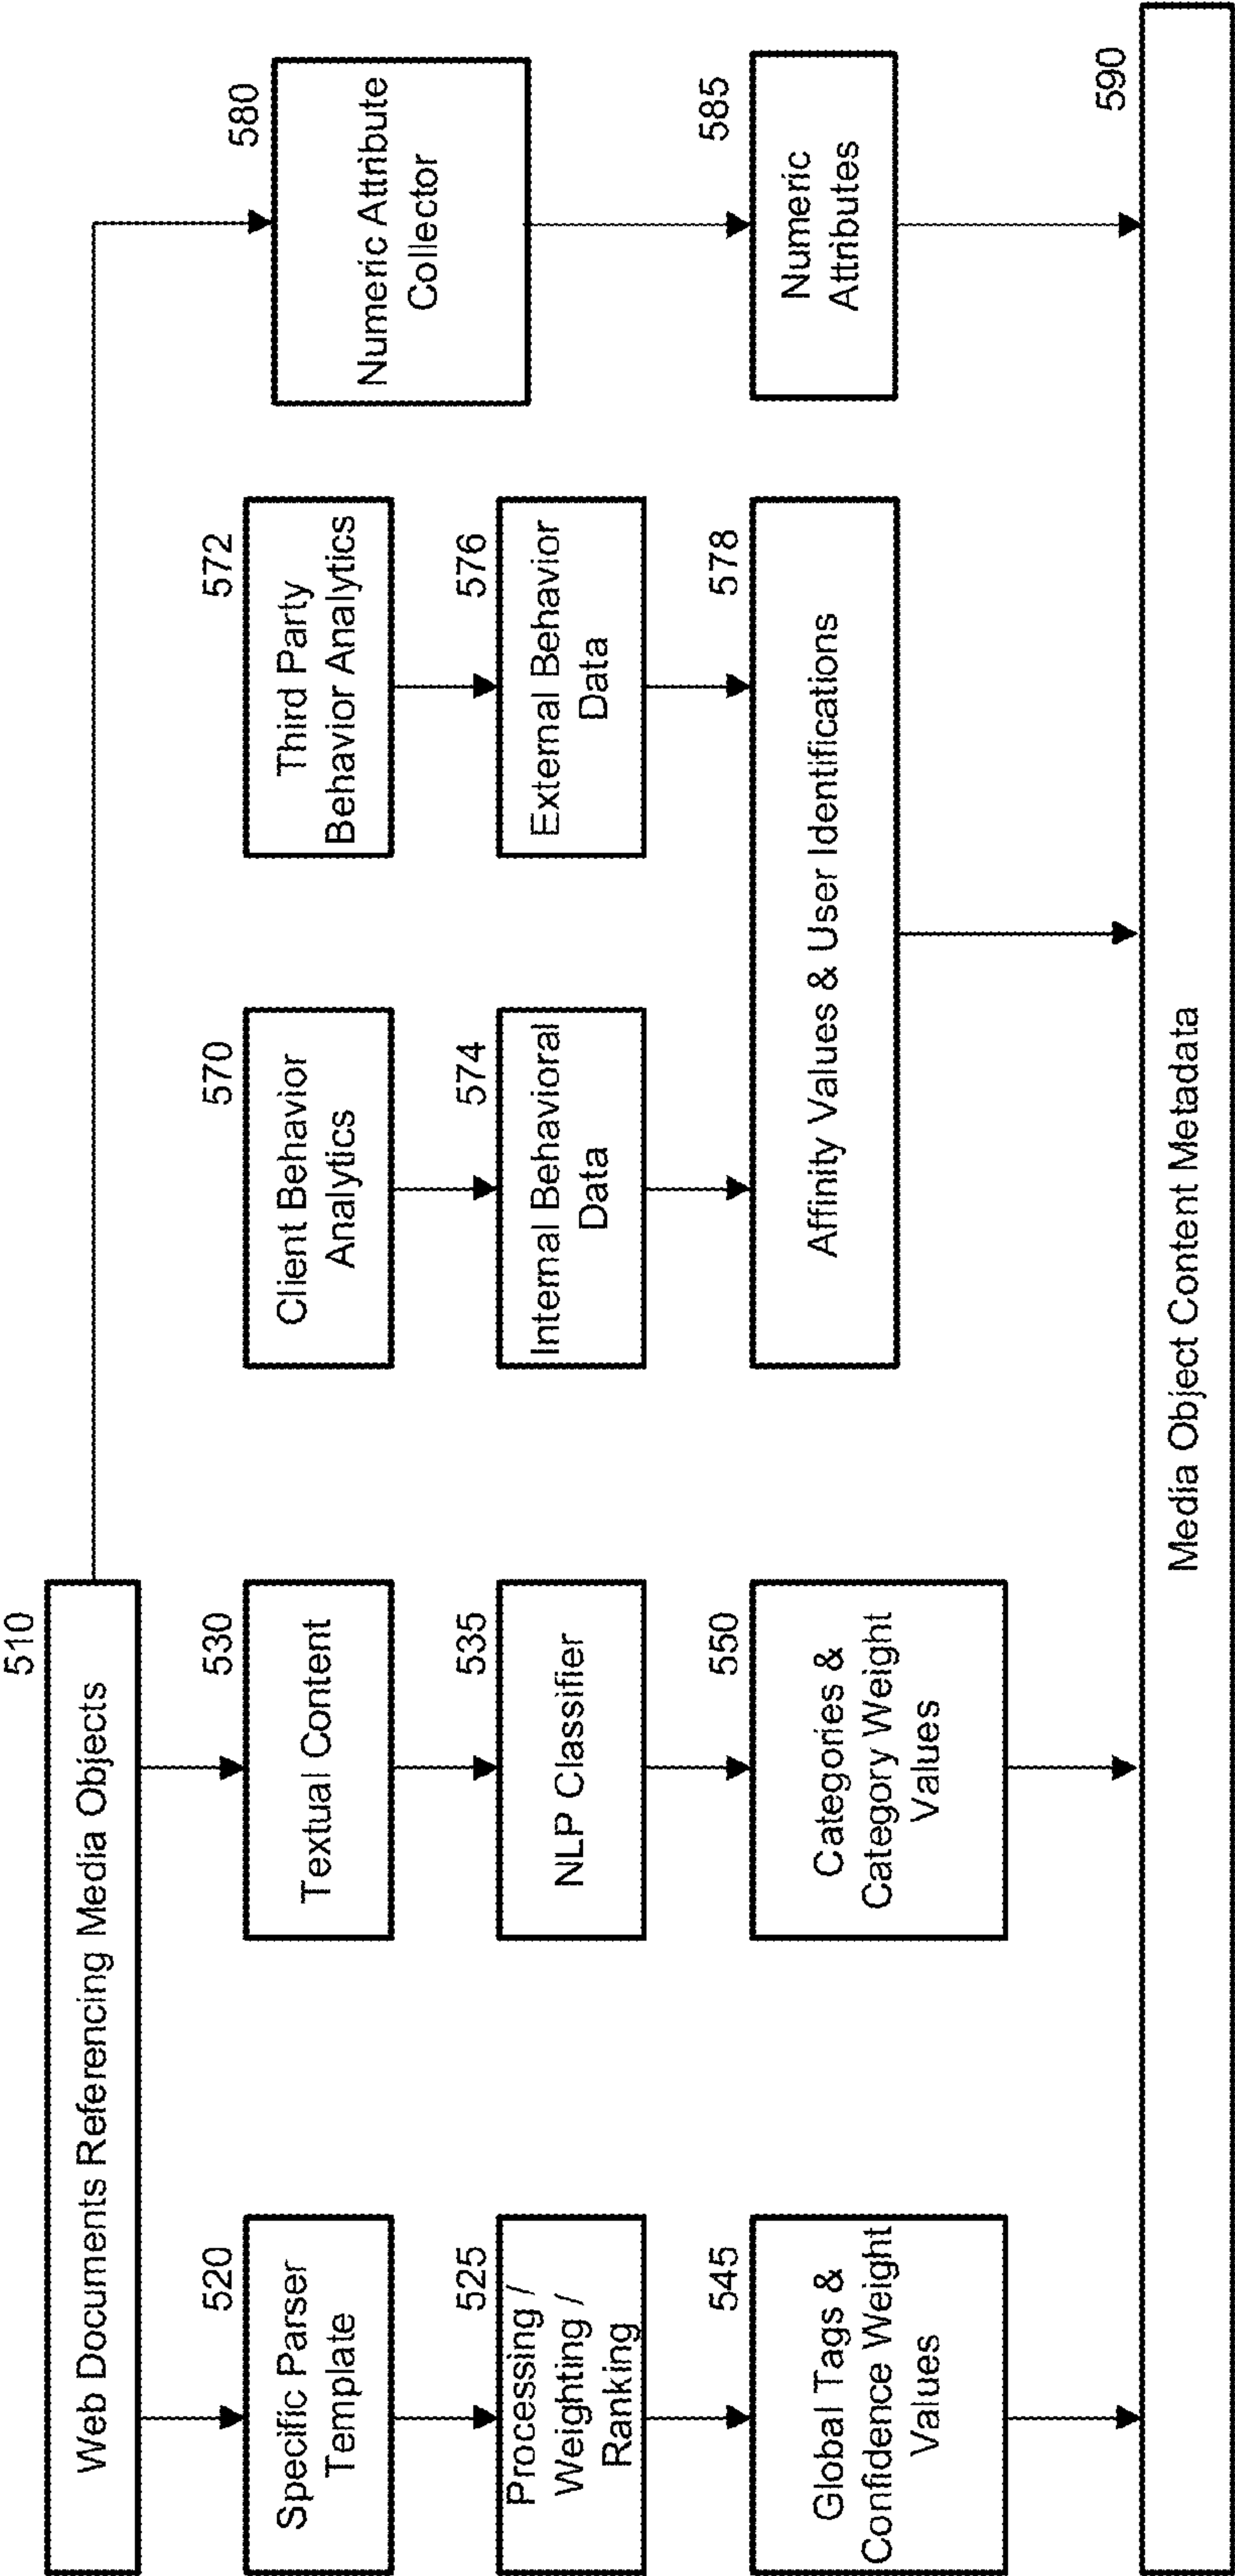 510
Web Documents Referencing Media Objects
520
Specific Parser
Template
530
Textual Content
570
Client Behavior
Analytics
572
Third Party
Behavior Analytics
580
Numeric Attribute
Collector
525
Processing /
Weighting /
Ranking
535
NLP Classifier
574
Internal Behavioral
Data
576
External Behavior
Data
545
Global Tags &
Confidence Weight
Values
550
Categories &
Category Weight
Values
578
Affinity Values & User Identifications
585
Numeric
Attributes
590
Media Object Content Metadata